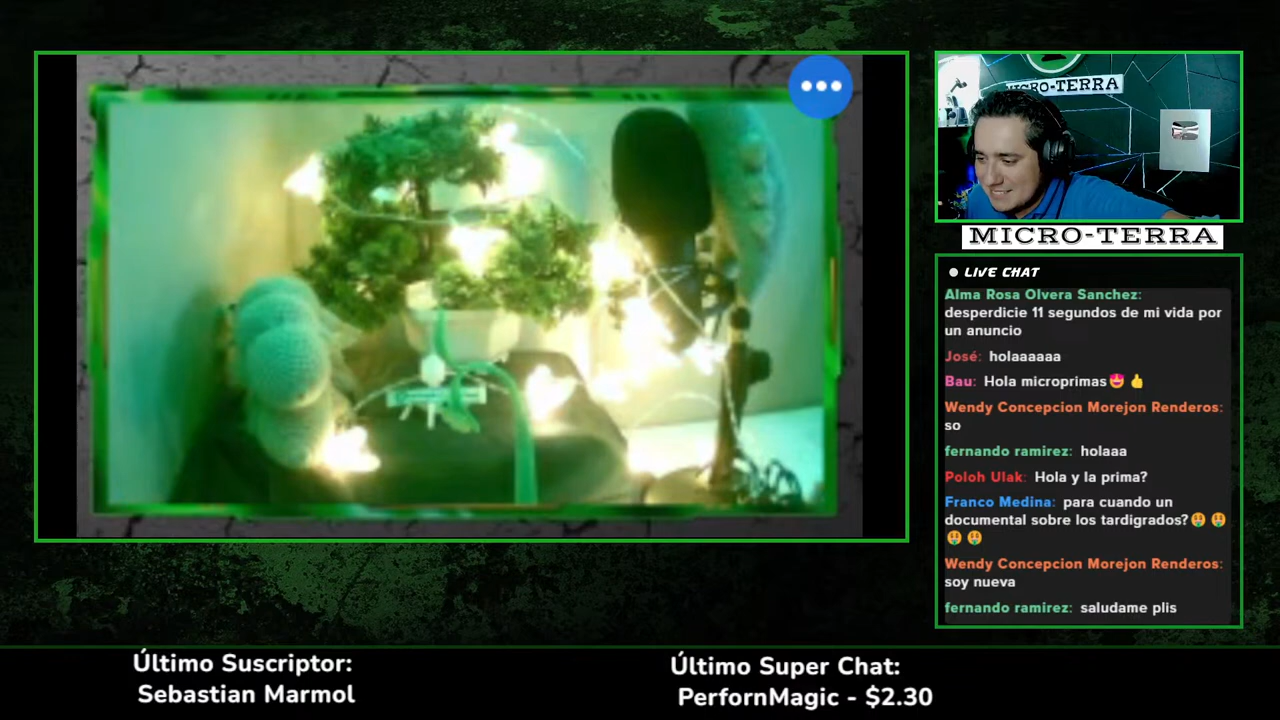 MICRO-TERRA
MICRO-TERRA
LIVE CHAT
Alma Rosa Olvera Sanchez:
desperdicie 11 segundos de mi vida por
un anuncio
José: holaaaaaa
Bau: Hola microprimas😍👍
Wendy Concepcion Morejon Renderos:
so
fernando ramirez: holaaa
Poloh Ulak: Hola y la prima?
Franco Medina: para cuando un
documental sobre los tardigrados?🤑🤑
🤑🤑
Wendy Concepcion Morejon Renderos:
soy nueva
fernando ramirez: saludame plis
Último Suscriptor:
Sebastian Marmol
Último Super Chat:
PerfornMagic - $2.30